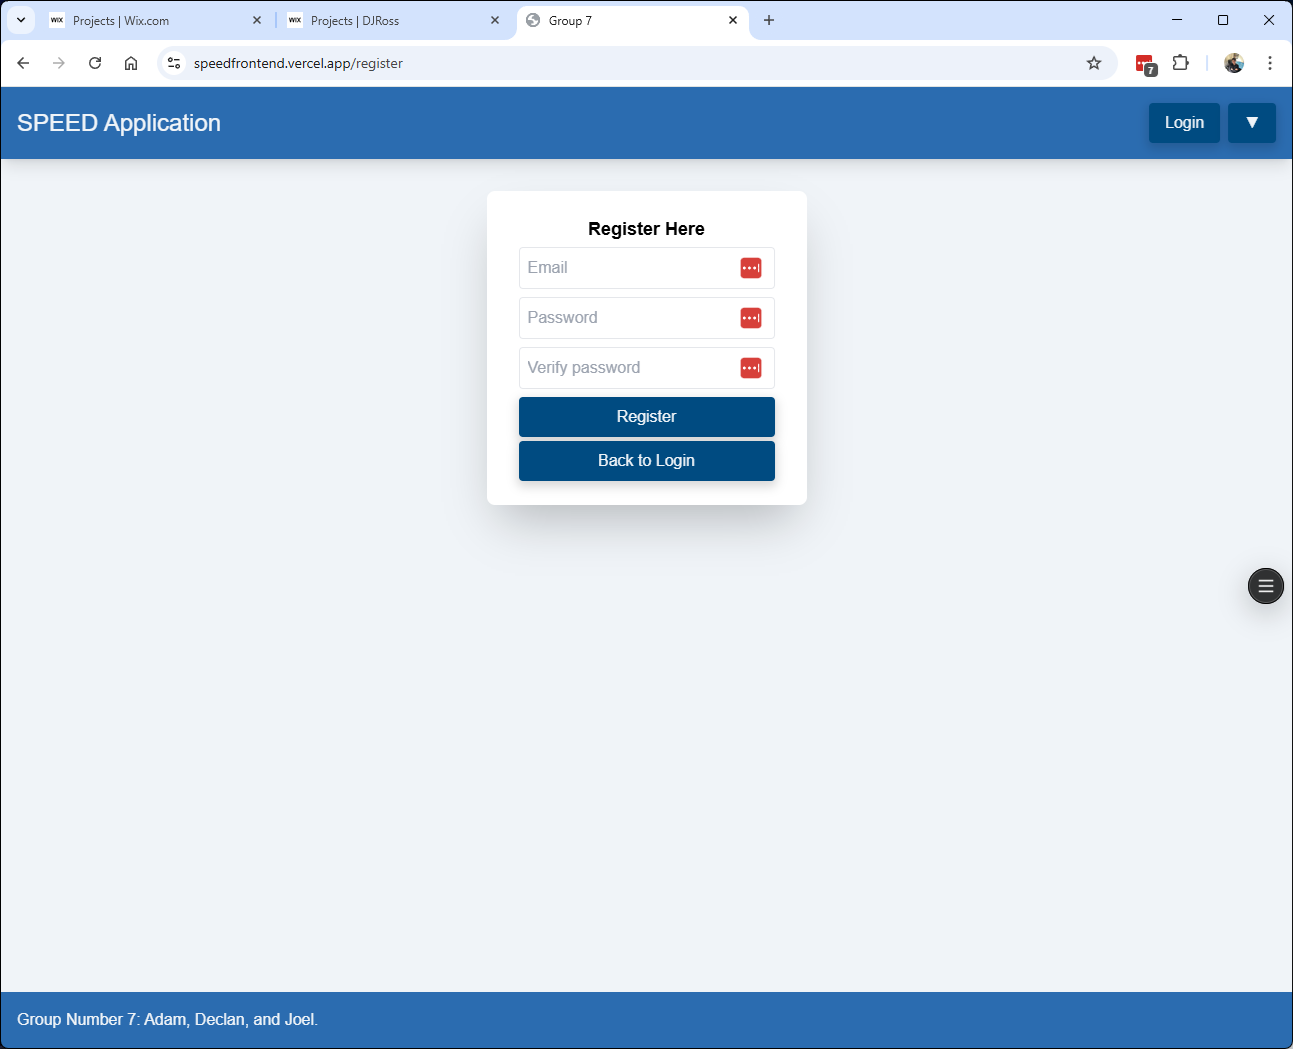 WIX Projects | Wix.com
WIX Projects | DJRoss
Group 7
speedfrontend.vercel.app/register
7
SPEED Application
Login
Register Here
Email
Password
Verify password
Register
Back to Login
Group Number 7: Adam, Declan, and Joel.